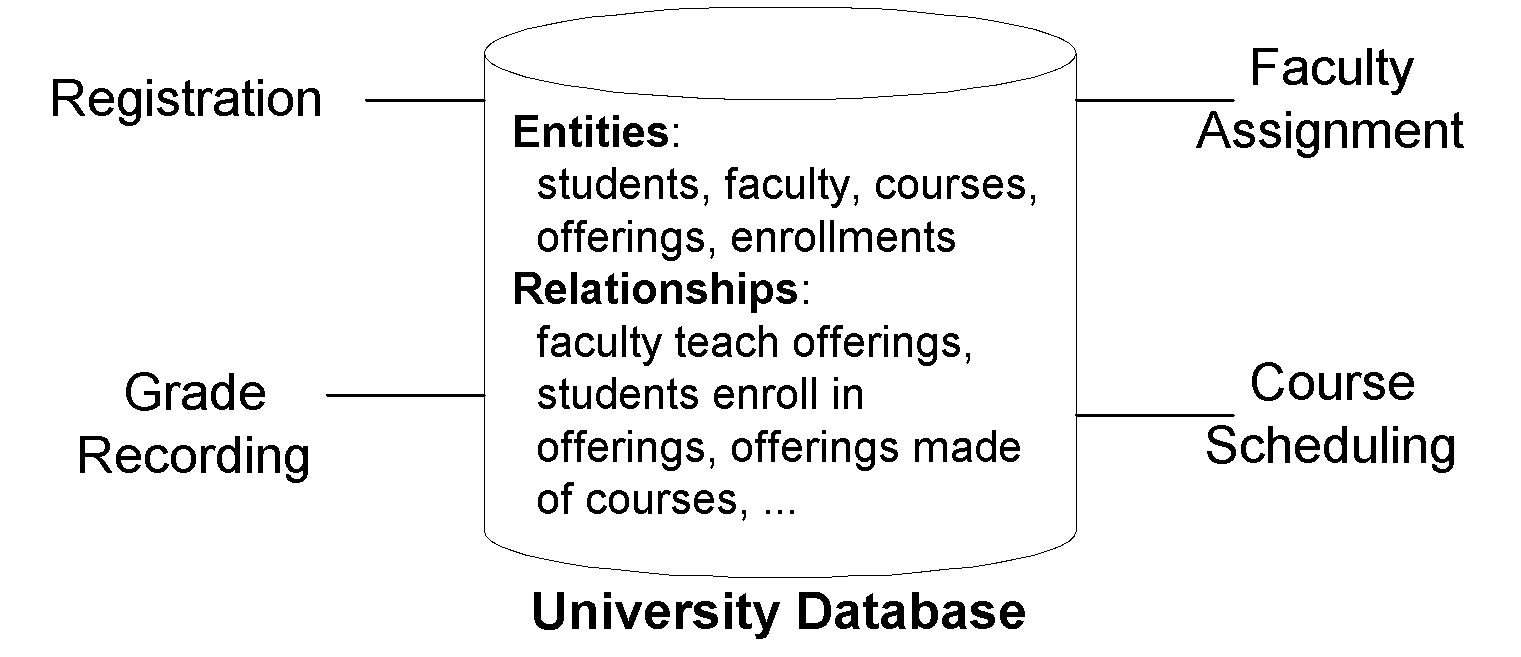 Registration
Faculty
Assignment
Entities:
students, faculty, courses,
offerings, enrollments
Relationships:
faculty teach offerings,
students enroll in
offerings, offerings made
of courses, ...
Grade
Recording
Course
Scheduling
University Database